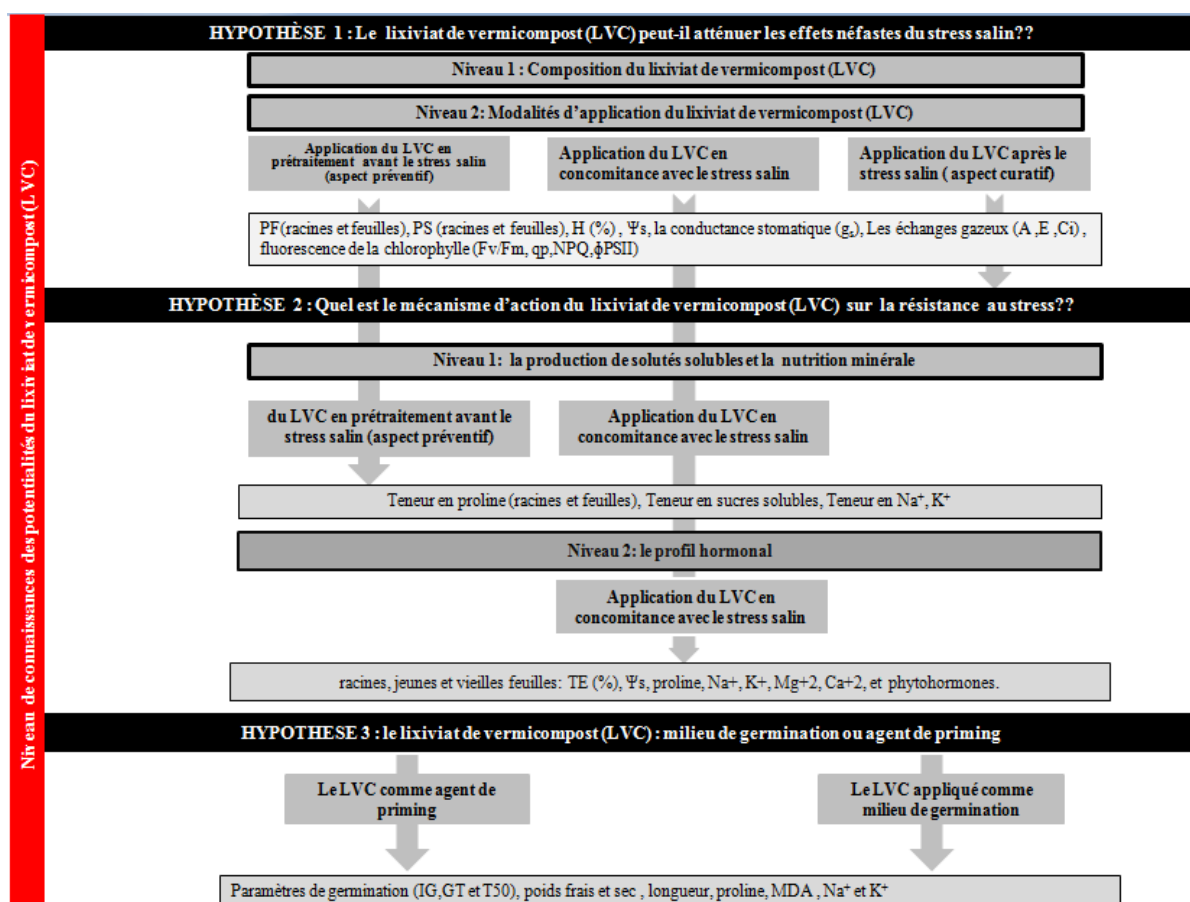 Niveau de connaissances des potentialités du lixiviat de vermicompost (LVC)
HYPOTHÈSE 1 : Le lixiviat de vermicompost (LVC) peut-il atténuer les effets néfastes du stress salin??
Niveau 1 : Composition du lixiviat de vermicompost (LVC)
Niveau 2: Modalités d'application du lixiviat de vermicompost (LVC)
Application du LVC en
prétraitement avant le stress salin
(aspect préventif)
Application du LVC en
concomitance avec le stress salin
Application du LVC après le
stress salin ( aspect curatif)
PF(racines et feuilles), PS (racines et feuilles), H (%) , Ψs, la conductance stomatique (gs), Les échanges gazeux (A ,E ,Ci) ,
fluorescence de la chlorophylle (Fv/Fm, qp,NPQ,ϕPSII)
HYPOTHÈSE 2 : Quel est le mécanisme d'action du lixiviat de vermicompost (LVC) sur la résistance au stress??
Niveau 1: la production de solutés solubles et la nutrition minérale
du LVC en prétraitement avant le
stress salin (aspect préventif)
Application du LVC en
concomitance avec le stress salin
Teneur en proline (racines et feuilles), Teneur en sucres solubles, Teneur en Na⁺, K⁺
Niveau 2: le profil hormonal
Application du LVC en
concomitance avec le stress salin
racines, jeunes et vieilles feuilles: TE (%), Ψs, proline, Na+, K+, Mg+2, Ca+2, et phytohormones.
HYPOTHESE 3 : le lixiviat de vermicompost (LVC) : milieu de germination ou agent de priming
Le LVC comme agent de
priming
Le LVC appliqué comme
milieu de germination
Paramètres de germination (IG,GT et T50), poids frais et sec , longueur, proline, MDA , Na⁺ et K⁺